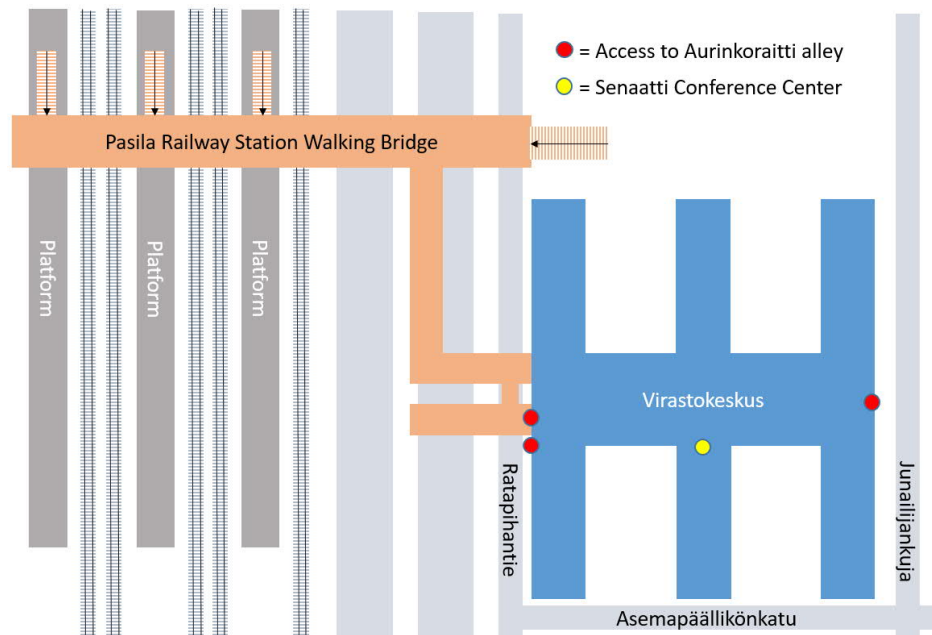 = Access to Aurinkoraitti alley
= Senaatti Conference Center
Pasila Railway Station Walking Bridge
Platform
Platform
Platform
Virastokeskus
Ratapihantie
Junailijankuja
Asemapäällikönkatu